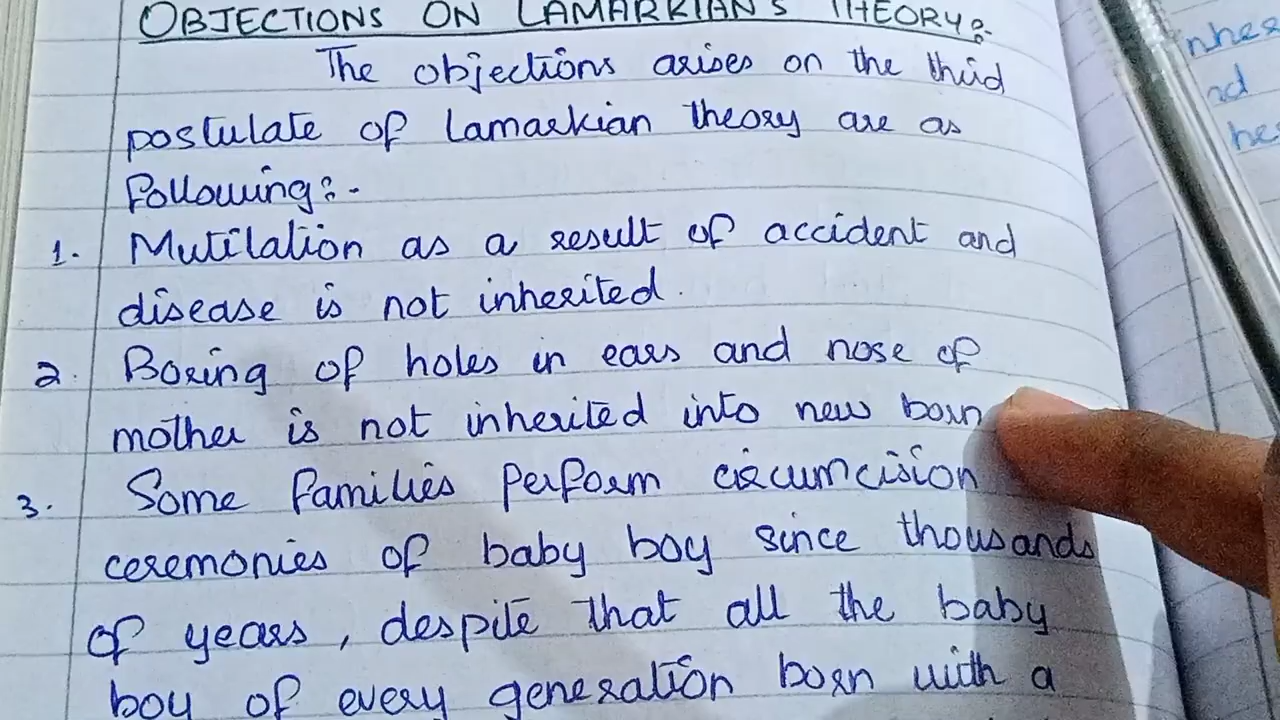 OBJECTIONS ON LAMARKIAN'S THEORY:-
The objections arises on the third
postulate of Lamarkian theory are as
following:-
1. Mutilation as a result of accident and
disease is not inherited.
2. Boring of holes in ears and nose of
mother is not inherited into new born
3. Some families perform circumcision
ceremonies of baby boy since thousands
of years, despite that all the baby
boy of every generation born with a